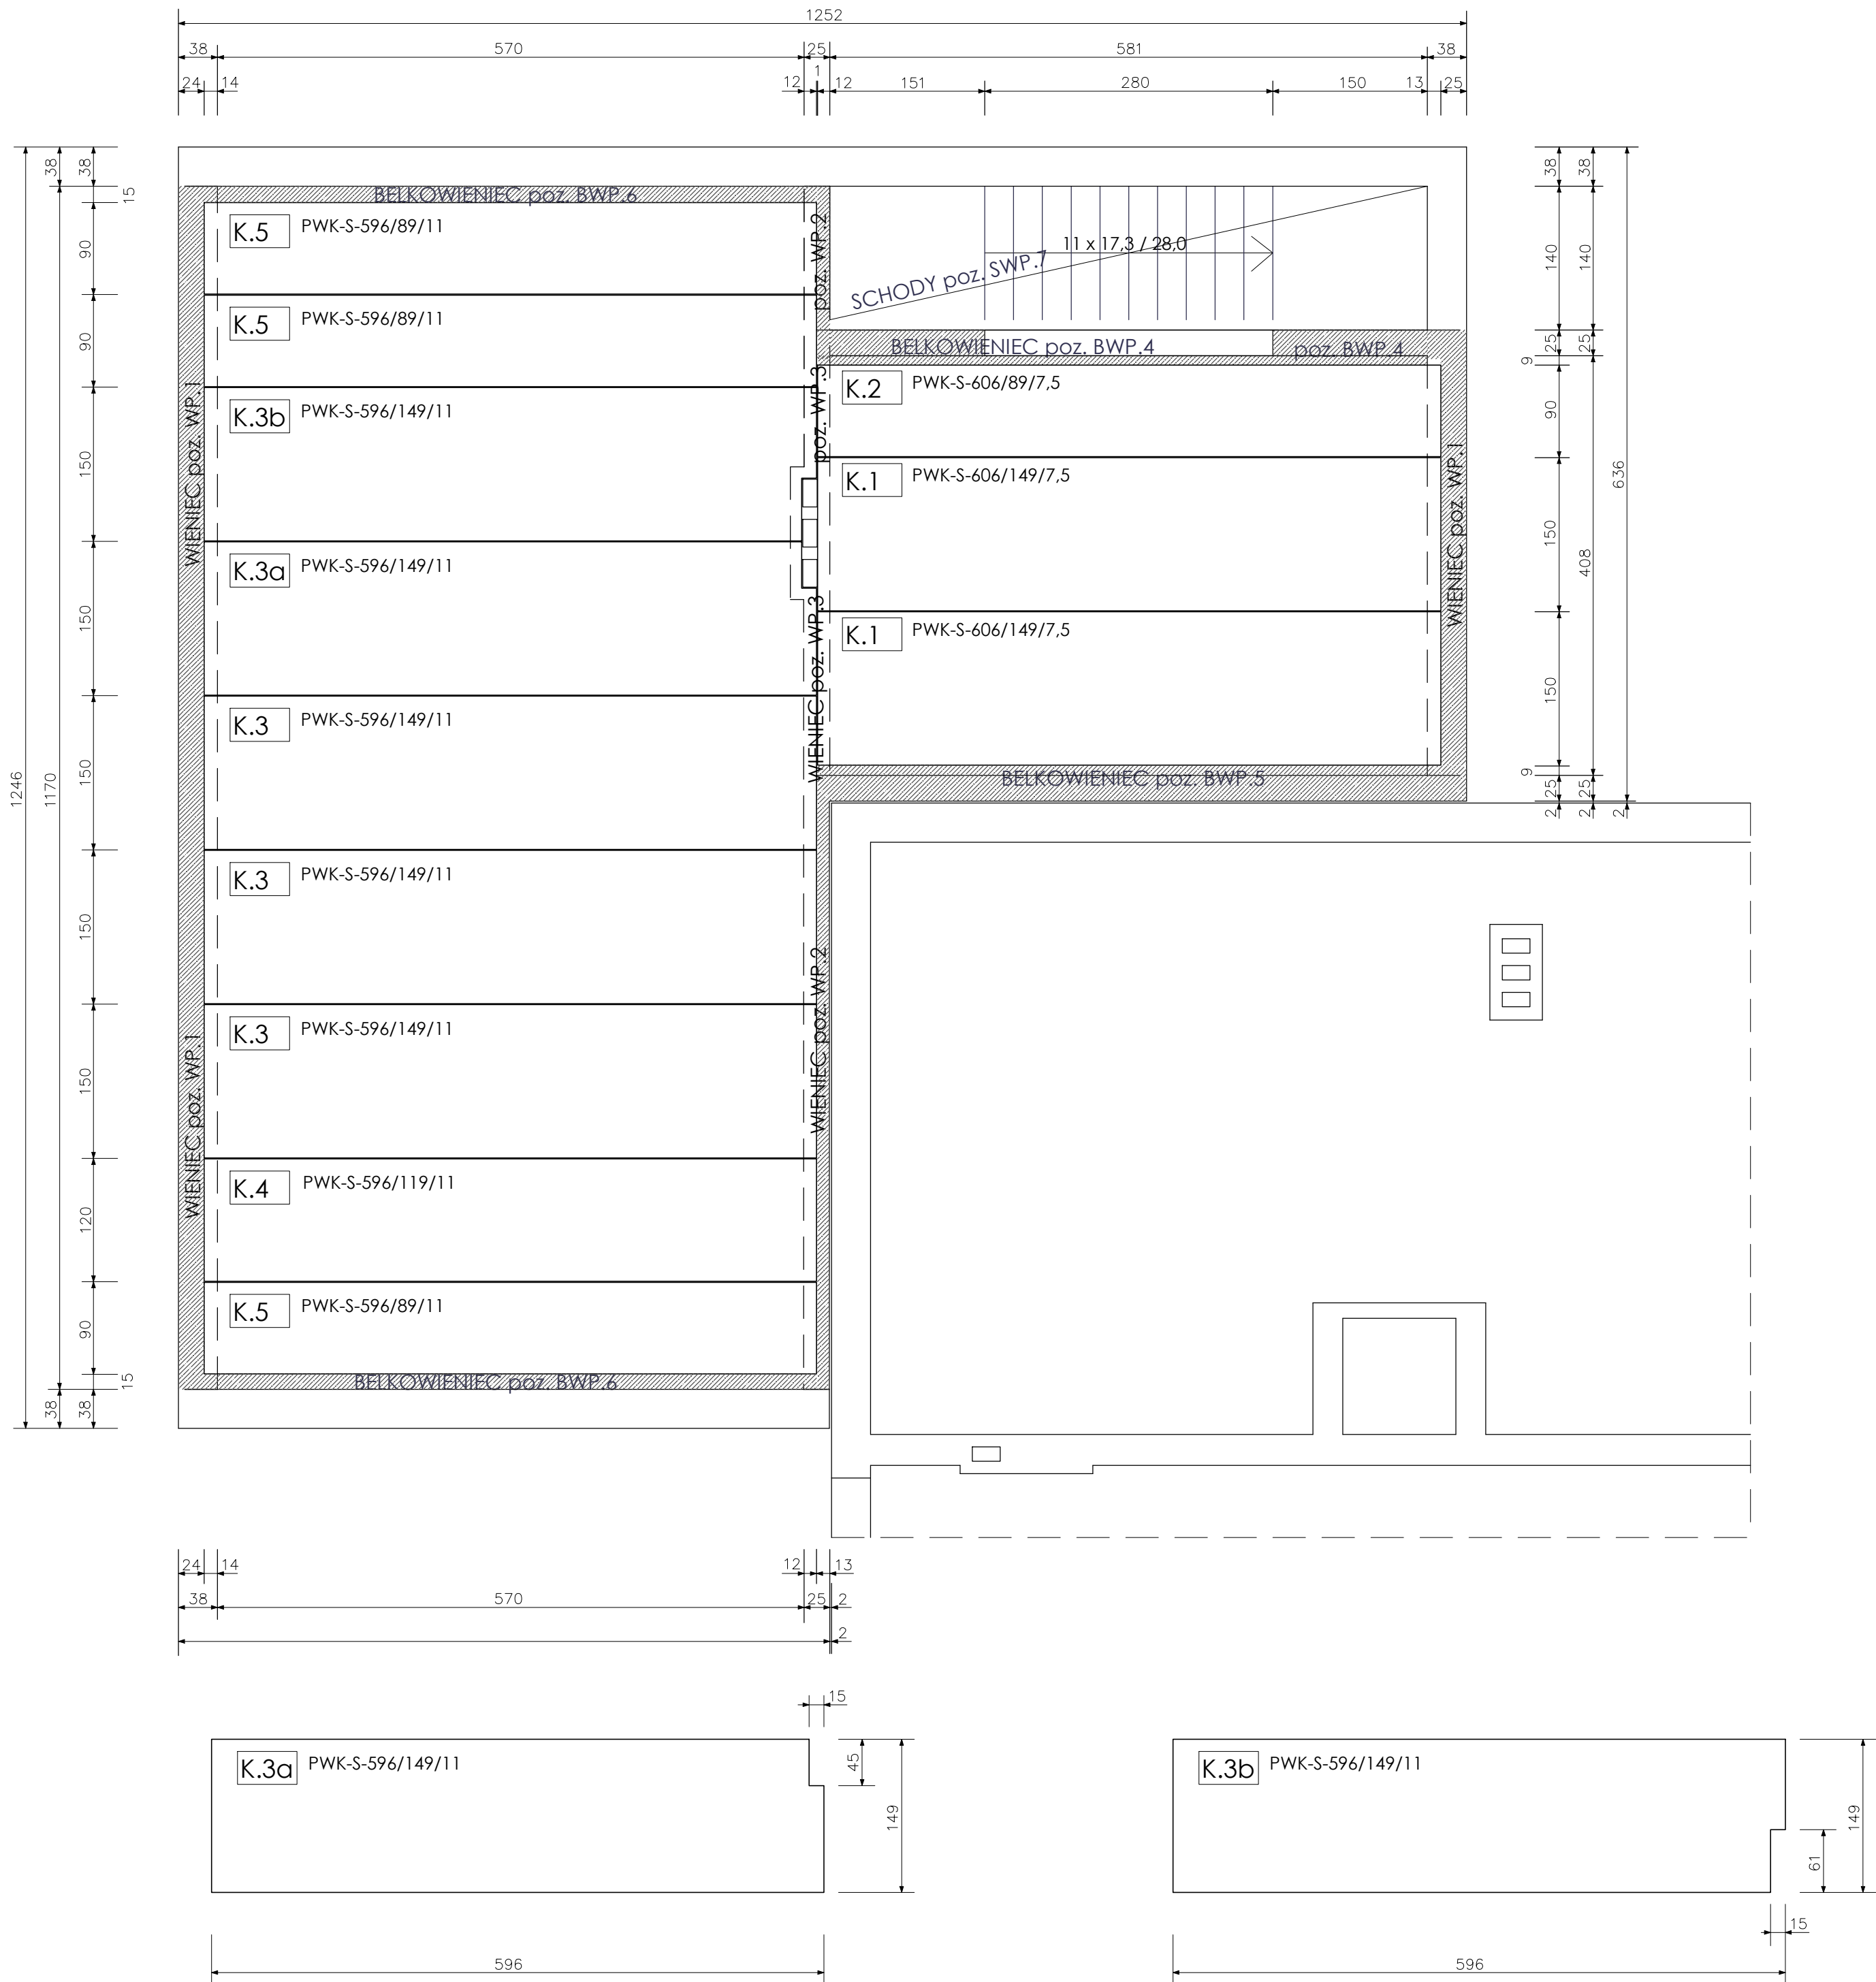 1252
38 570 25 581 38
24 14 12 1 12 151 280 150 13 25
38 38 15 38 38
BELKOWIENIEC poz. BWP.6
K.5 PWK-S-596/89/11
90
poz. WP.2
11 x 17,3 / 28,0
SCHODY poz. SWP.7
140 140
K.5 PWK-S-596/89/11
90
BELKOWIENIEC poz. BWP.4
poz. BWP.4
25 25
9
K.3b PWK-S-596/149/11
150
WIENIEC poz. WP.1
poz. WP.3
K.2 PWK-S-606/89/7,5
90
K.1 PWK-S-606/149/7,5
150
WIENIEC poz. WP.1
636
408
K.3a PWK-S-596/149/11
150
K.1 PWK-S-606/149/7,5
150
WIENIEC poz. WP.3
K.3 PWK-S-596/149/11
150
1246
1170
BELKOWIENIEC poz. BWP.5
9
25 25
2 2 2
K.3 PWK-S-596/149/11
150
WIENIEC poz. WP.2
K.3 PWK-S-596/149/11
150
WIENIEC poz. WP.1
K.4 PWK-S-596/119/11
120
K.5 PWK-S-596/89/11
90
BELKOWIENIEC poz. BWP.6
15
38 38
24 14 12 13
38 570 25 2
2
15
K.3a PWK-S-596/149/11
45
149
596
K.3b PWK-S-596/149/11
149
61
15
596